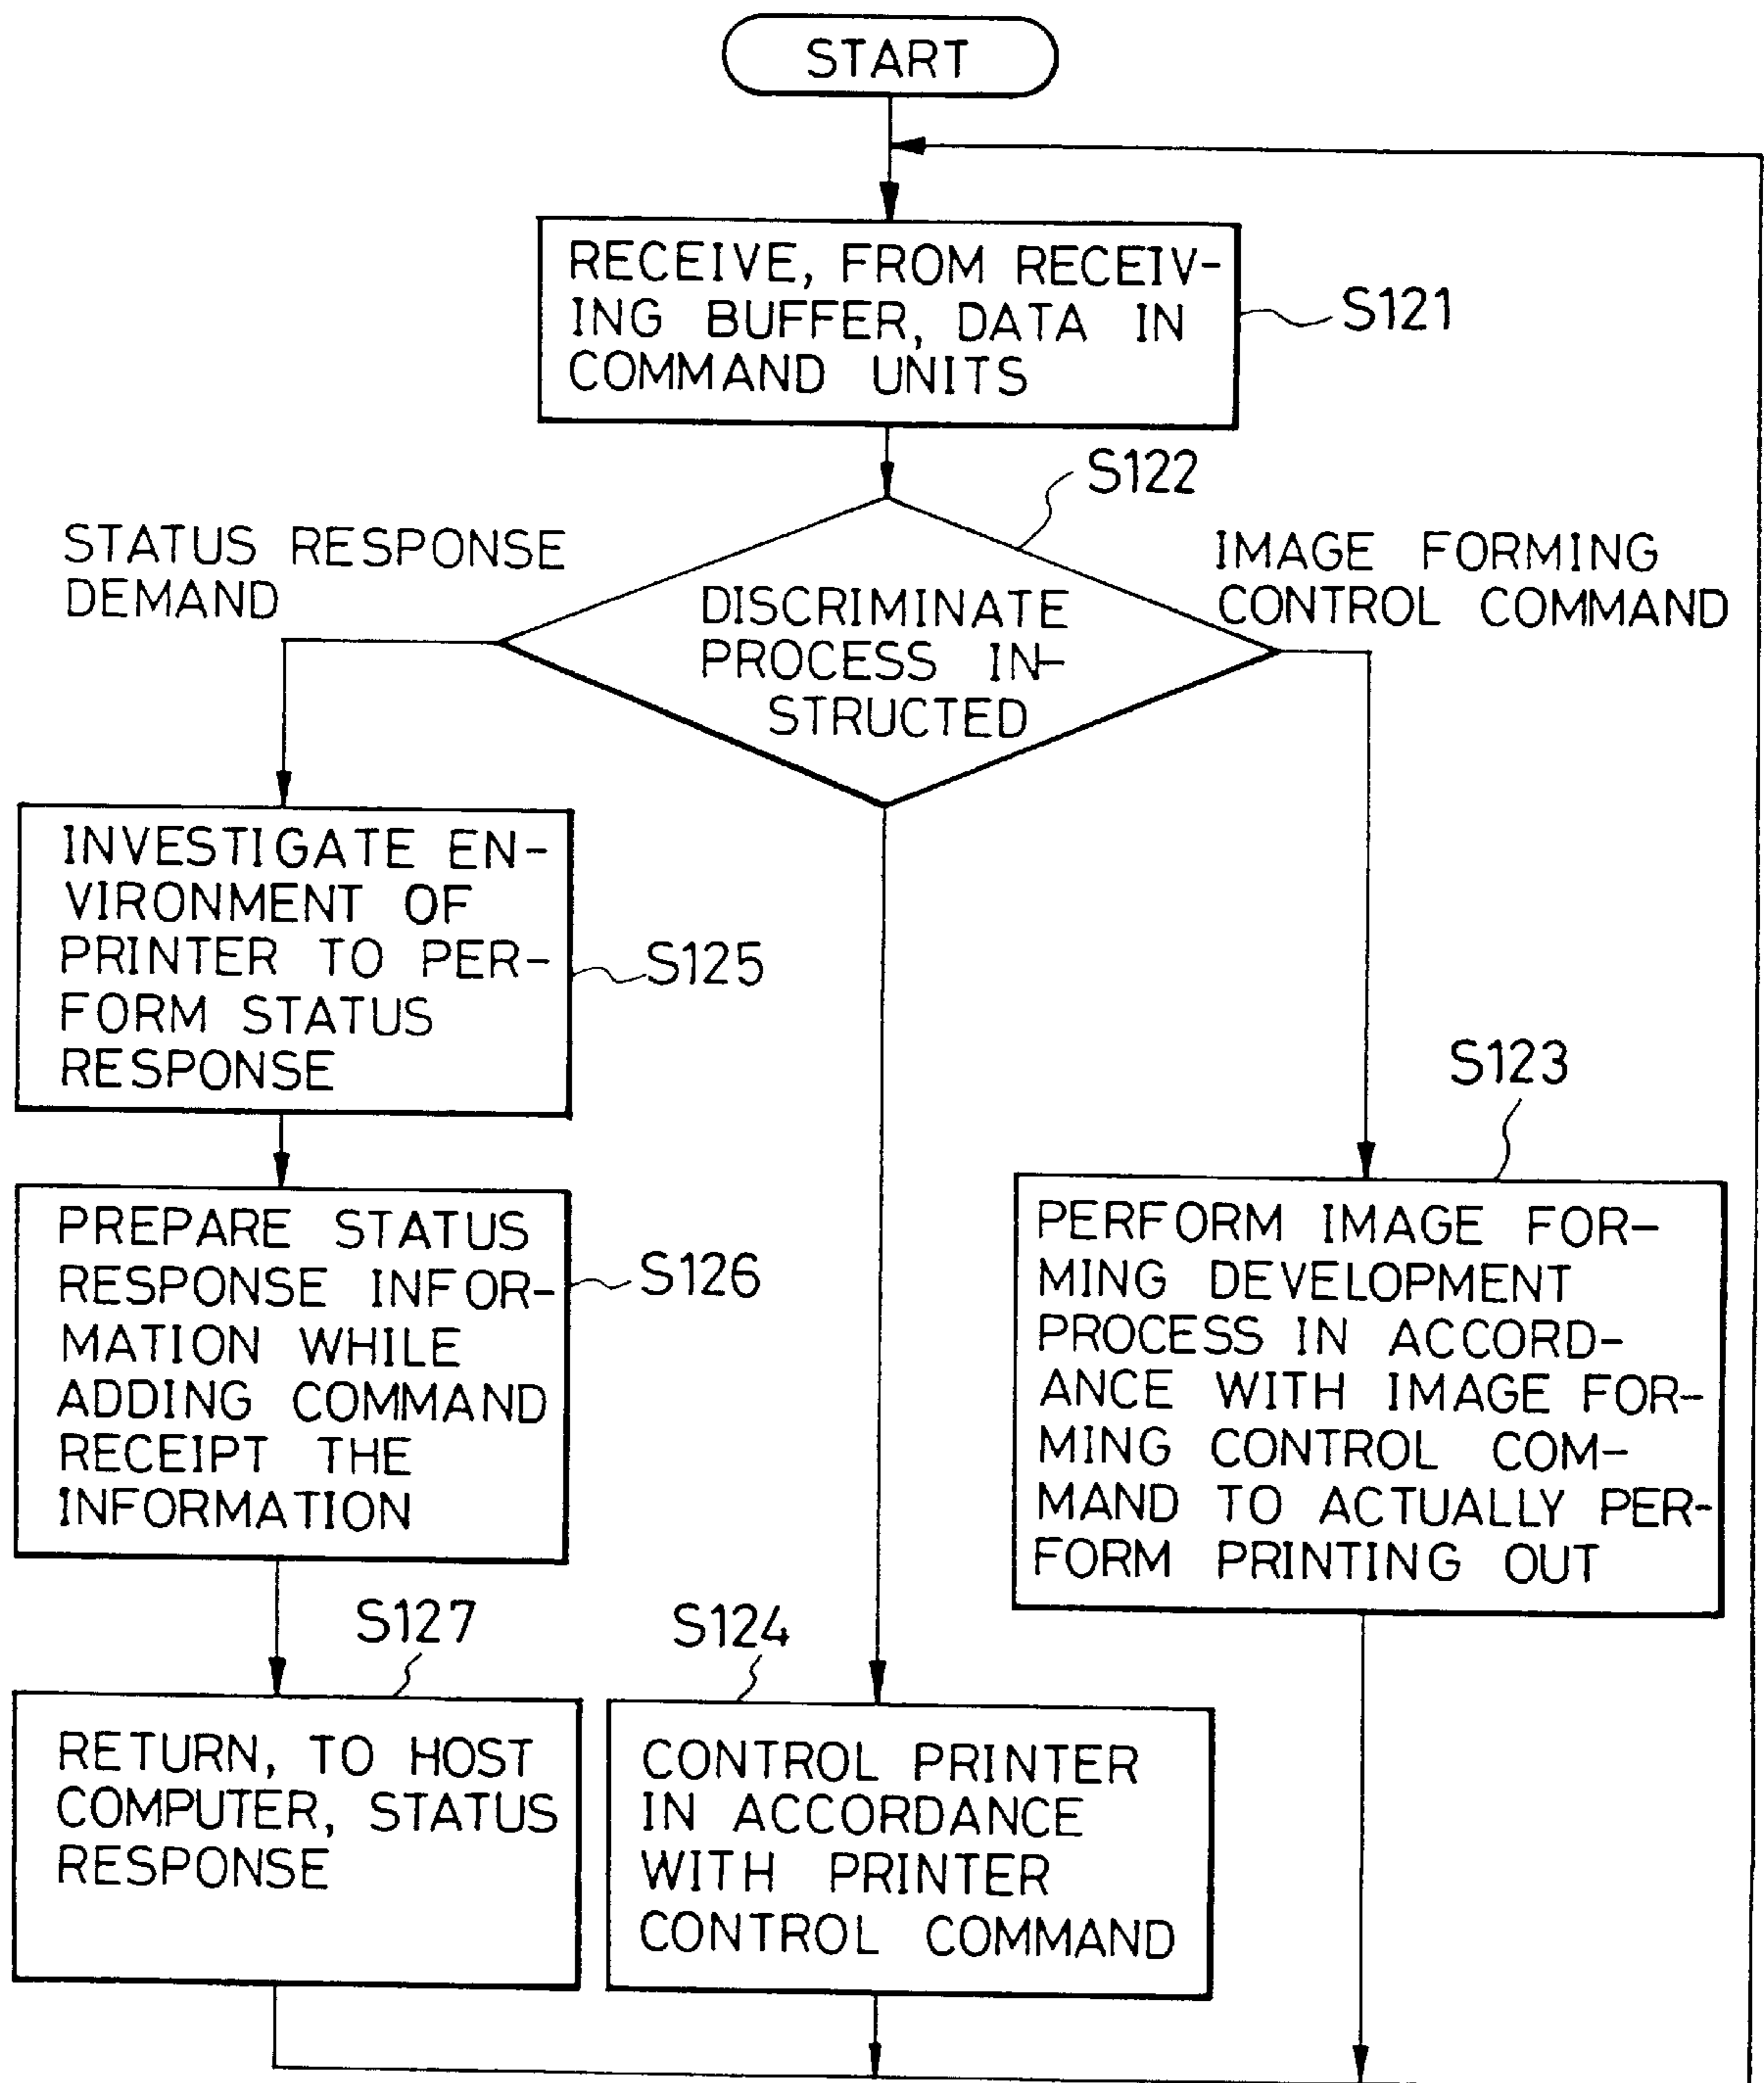 START
RECEIVE, FROM RECEIV-
ING BUFFER, DATA IN
COMMAND UNITS
S121
S122
STATUS RESPONSE
DEMAND
IMAGE FORMING
CONTROL COMMAND
DISCRIMINATE
PROCESS IN-
STRUCTED
INVESTIGATE EN-
VIRONMENT OF
PRINTER TO PER-
FORM STATUS
RESPONSE
S125
S123
PREPARE STATUS
RESPONSE INFOR-
MATION WHILE
ADDING COMMAND
RECEIPT THE
INFORMATION
S126
PERFORM IMAGE FOR-
MING DEVELOPMENT
PROCESS IN ACCORD-
ANCE WITH IMAGE FOR-
MING CONTROL COM-
MAND TO ACTUALLY PER-
FORM PRINTING OUT
S127
S124
RETURN, TO HOST
COMPUTER, STATUS
RESPONSE
CONTROL PRINTER
IN ACCORDANCE
WITH PRINTER
CONTROL COMMAND